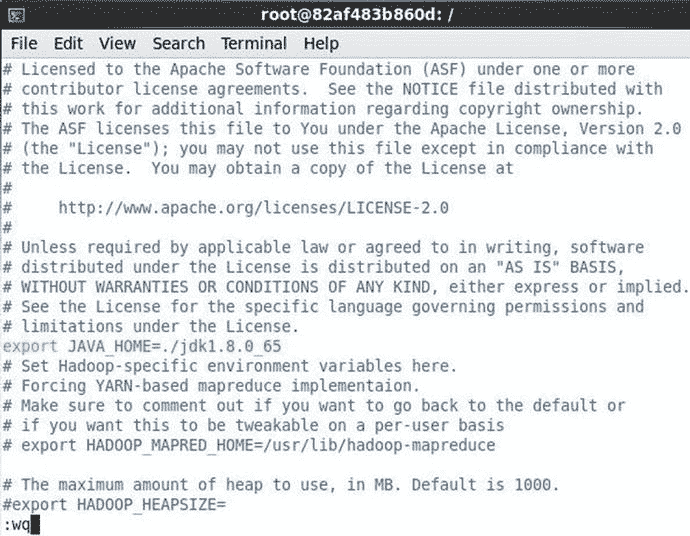 root@82af483b860d: /
File Edit View Search Terminal Help
# Licensed to the Apache Software Foundation (ASF) under one or more
# contributor license agreements.  See the NOTICE file distributed with
# this work for additional information regarding copyright ownership.
# The ASF licenses this file to You under the Apache License, Version 2.0
# (the "License"); you may not use this file except in compliance with
# the License.  You may obtain a copy of the License at
#
#     http://www.apache.org/licenses/LICENSE-2.0
#
# Unless required by applicable law or agreed to in writing, software
# distributed under the License is distributed on an "AS IS" BASIS,
# WITHOUT WARRANTIES OR CONDITIONS OF ANY KIND, either express or implied.
# See the License for the specific language governing permissions and
# limitations under the License.
export JAVA_HOME=./jdk1.8.0_65
# Set Hadoop-specific environment variables here.
# Forcing YARN-based mapreduce implementaion.
# Make sure to comment out if you want to go back to the default or
# if you want this to be tweakable on a per-user basis
# export HADOOP_MAPRED_HOME=/usr/lib/hadoop-mapreduce
# The maximum amount of heap to use, in MB. Default is 1000.
#export HADOOP_HEAPSIZE=
:wq